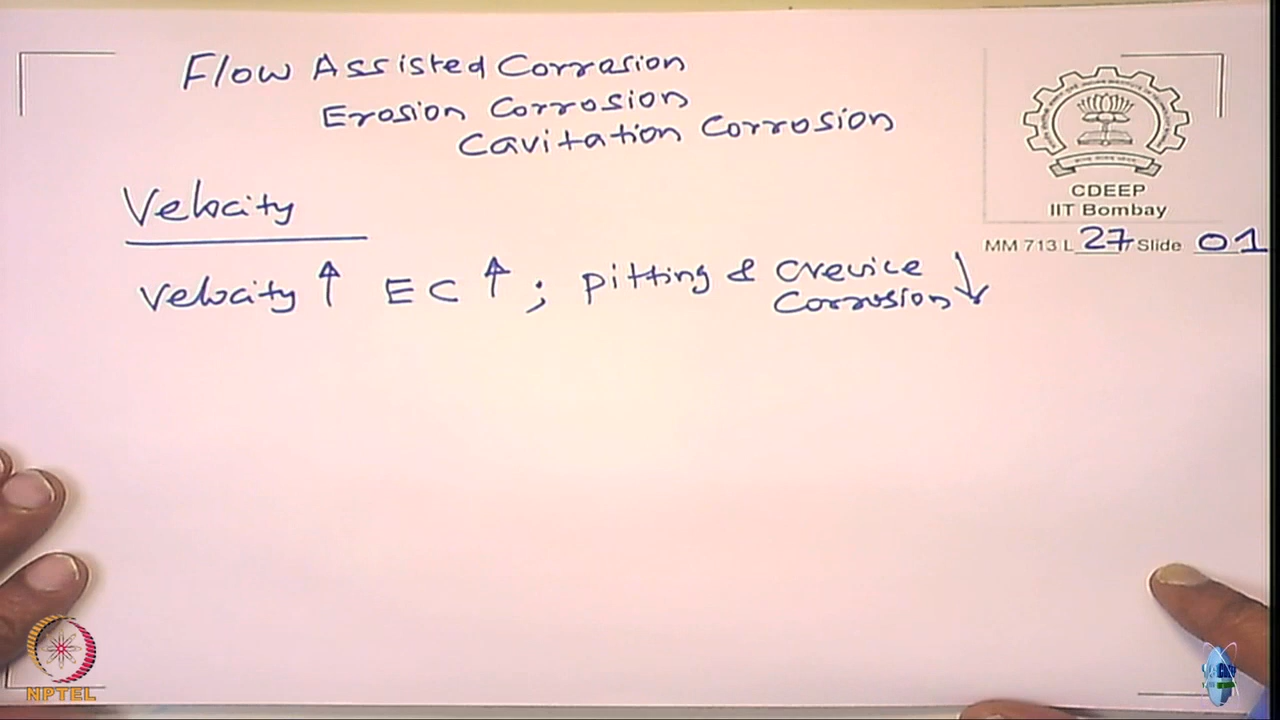 Flow Assisted Corrosion
Erosion Corrosion
Cavitation Corrosion
CDEEP
IIT Bombay
MM 713 L 27 Slide 01
Velocity
Velocity ↑ EC ↑ ; Pitting & Crevice Corrosion ↓
NPTEL